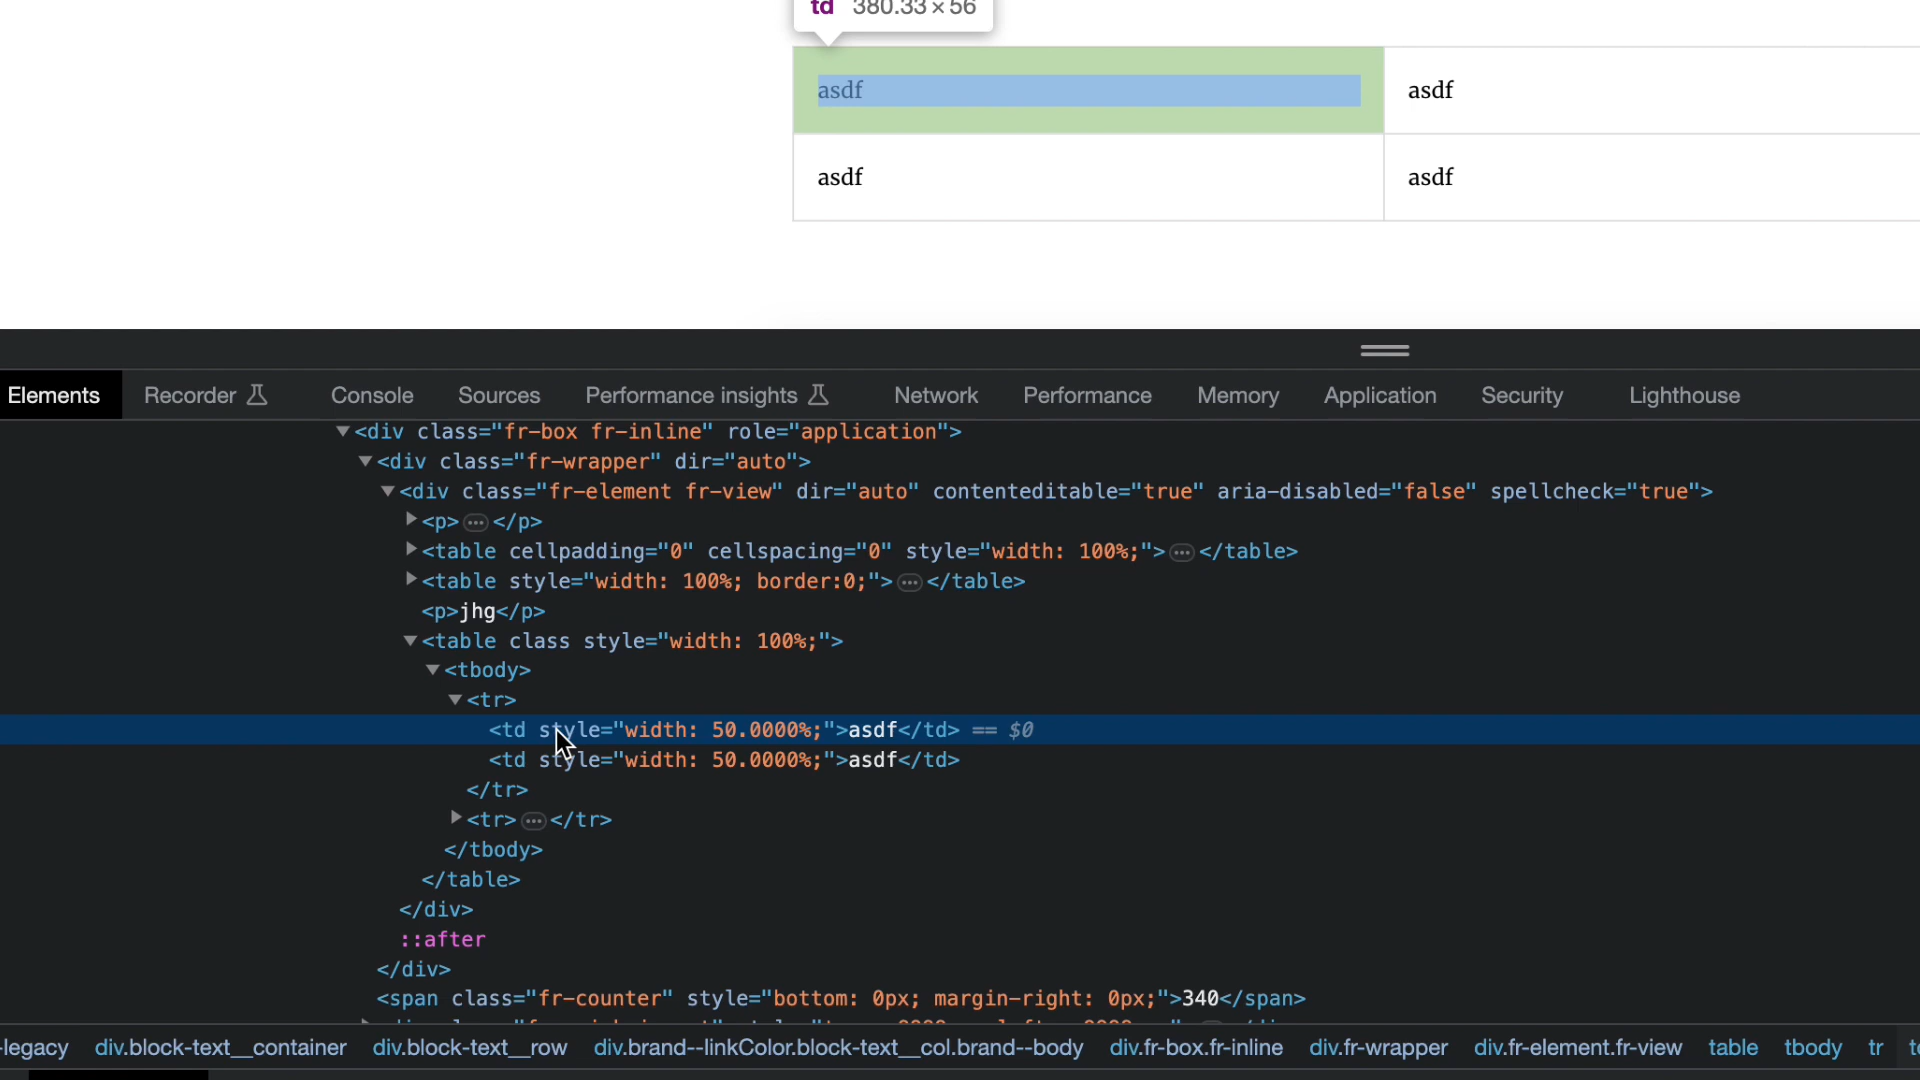 td 380.33 × 56
asdf asdf
asdf asdf
Elements Recorder Console Sources Performance insights Network Performance Memory Application Security Lighthouse
▼<div class="fr-box fr-inline" role="application">
▼<div class="fr-wrapper" dir="auto">
▼<div class="fr-element fr-view" dir="auto" contenteditable="true" aria-disabled="false" spellcheck="true">
▶<p>…</p>
▶<table cellpadding="0" cellspacing="0" style="width: 100%;">…</table>
▶<table style="width: 100%; border:0;">…</table>
<p>jhg</p>
▼<table class style="width: 100%;">
▼<tbody>
▼<tr>
<td style="width: 50.0000%;">asdf</td> == $0
<td style="width: 50.0000%;">asdf</td>
</tr>
▶<tr>…</tr>
</tbody>
</table>
</div>
::after
</div>
<span class="fr-counter" style="bottom: 0px; margin-right: 0px;">340</span>
-legacy div.block-text__container div.block-text__row div.brand--linkColor.block-text__col.brand--body div.fr-box.fr-inline div.fr-wrapper div.fr-element.fr-view table tbody tr